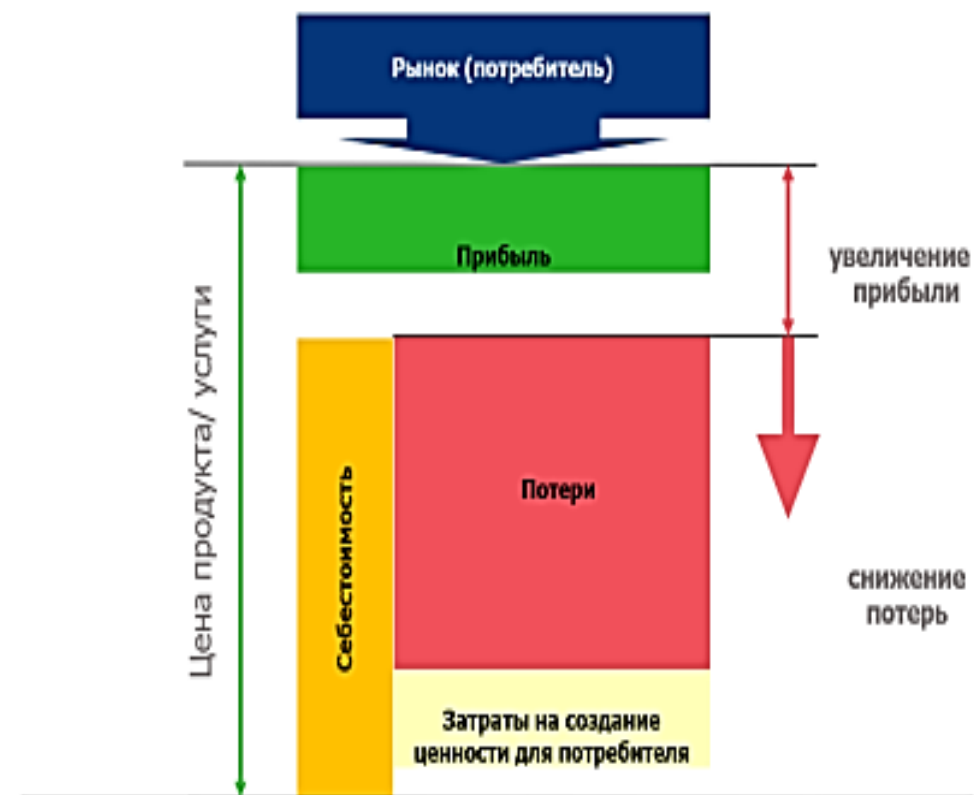 Рынок (потребитель)
Прибыль
увеличение
прибыли
Цена продукта/ услуги
Себестоимость
Потери
снижение
потерь
Затраты на создание
ценности для потребителя